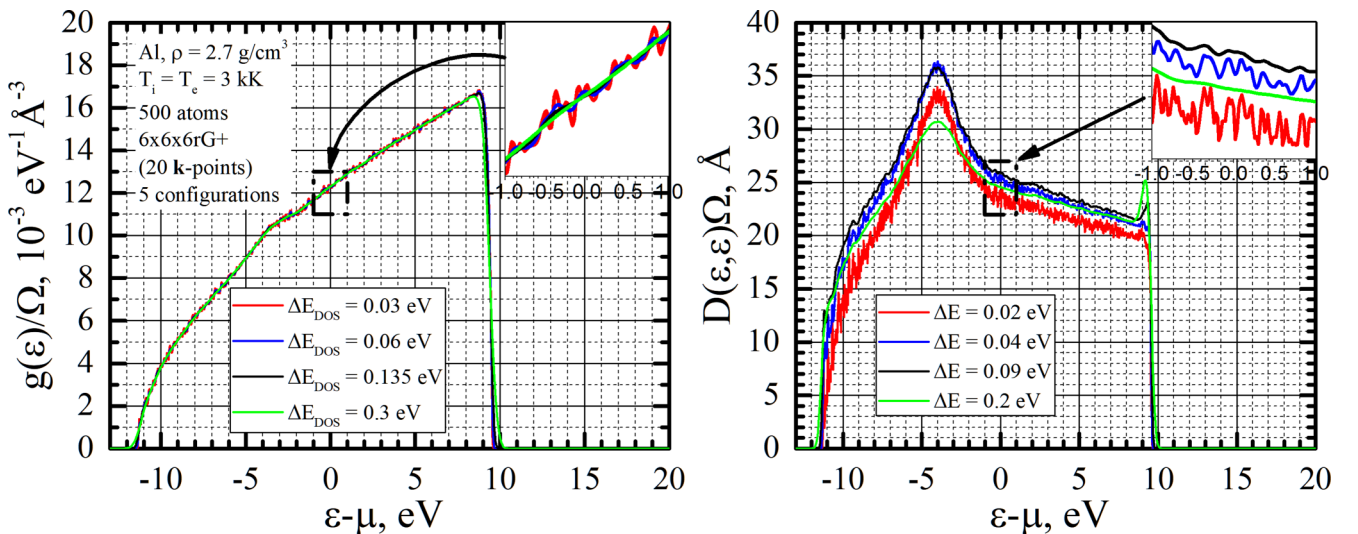 g(ε)/Ω, 10⁻³ eV⁻¹ Å⁻³
20
18
16
14
12
10
8
6
4
2
0
Al, ρ = 2.7 g/cm³
Tᵢ = Tₑ = 3 kK
500 atoms
6x6x6rG+
(20 k-points)
5 configurations
-1.0 -0.5 0.0 0.5 1.0
ΔE_DOS = 0.03 eV
ΔE_DOS = 0.06 eV
ΔE_DOS = 0.135 eV
ΔE_DOS = 0.3 eV
-10 -5 0 5 10 15 20
ε-μ, eV
D(ε,ε)Ω, Å
40
35
30
25
20
15
10
5
0
-1.0 -0.5 0.0 0.5 1.0
ΔE = 0.02 eV
ΔE = 0.04 eV
ΔE = 0.09 eV
ΔE = 0.2 eV
-10 -5 0 5 10 15 20
ε-μ, eV